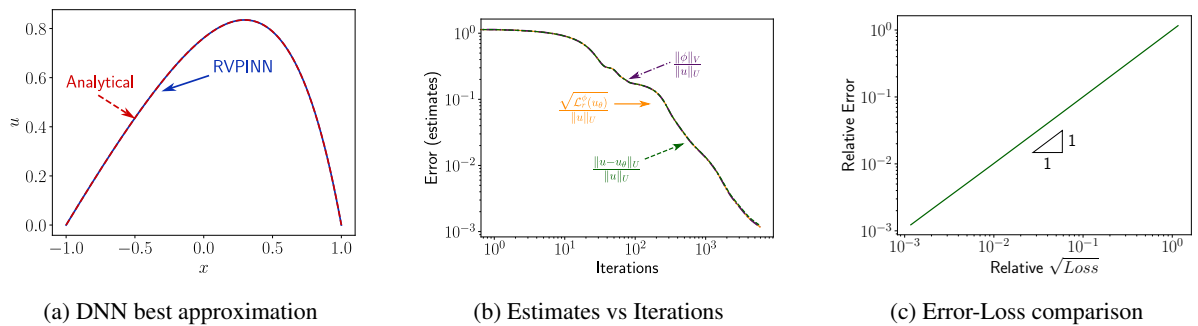 0.8
0.6
0.4
0.2
0.0
u
Analytical
RVPINN
−1.0 −0.5 0.0 0.5 1.0
x
(a) DNN best approximation
10^0
10^−1
10^−2
10^−3
Error (estimates)
‖φ‖_V / ‖u‖_U
√(𝓛_r^φ(u_θ)) / ‖u‖_U
‖u−u_θ‖_U / ‖u‖_U
10^0 10^1 10^2 10^3
Iterations
(b) Estimates vs Iterations
10^0
10^−1
10^−2
10^−3
Relative Error
1
1
10^−3 10^−2 10^−1 10^0
Relative √Loss
(c) Error-Loss comparison